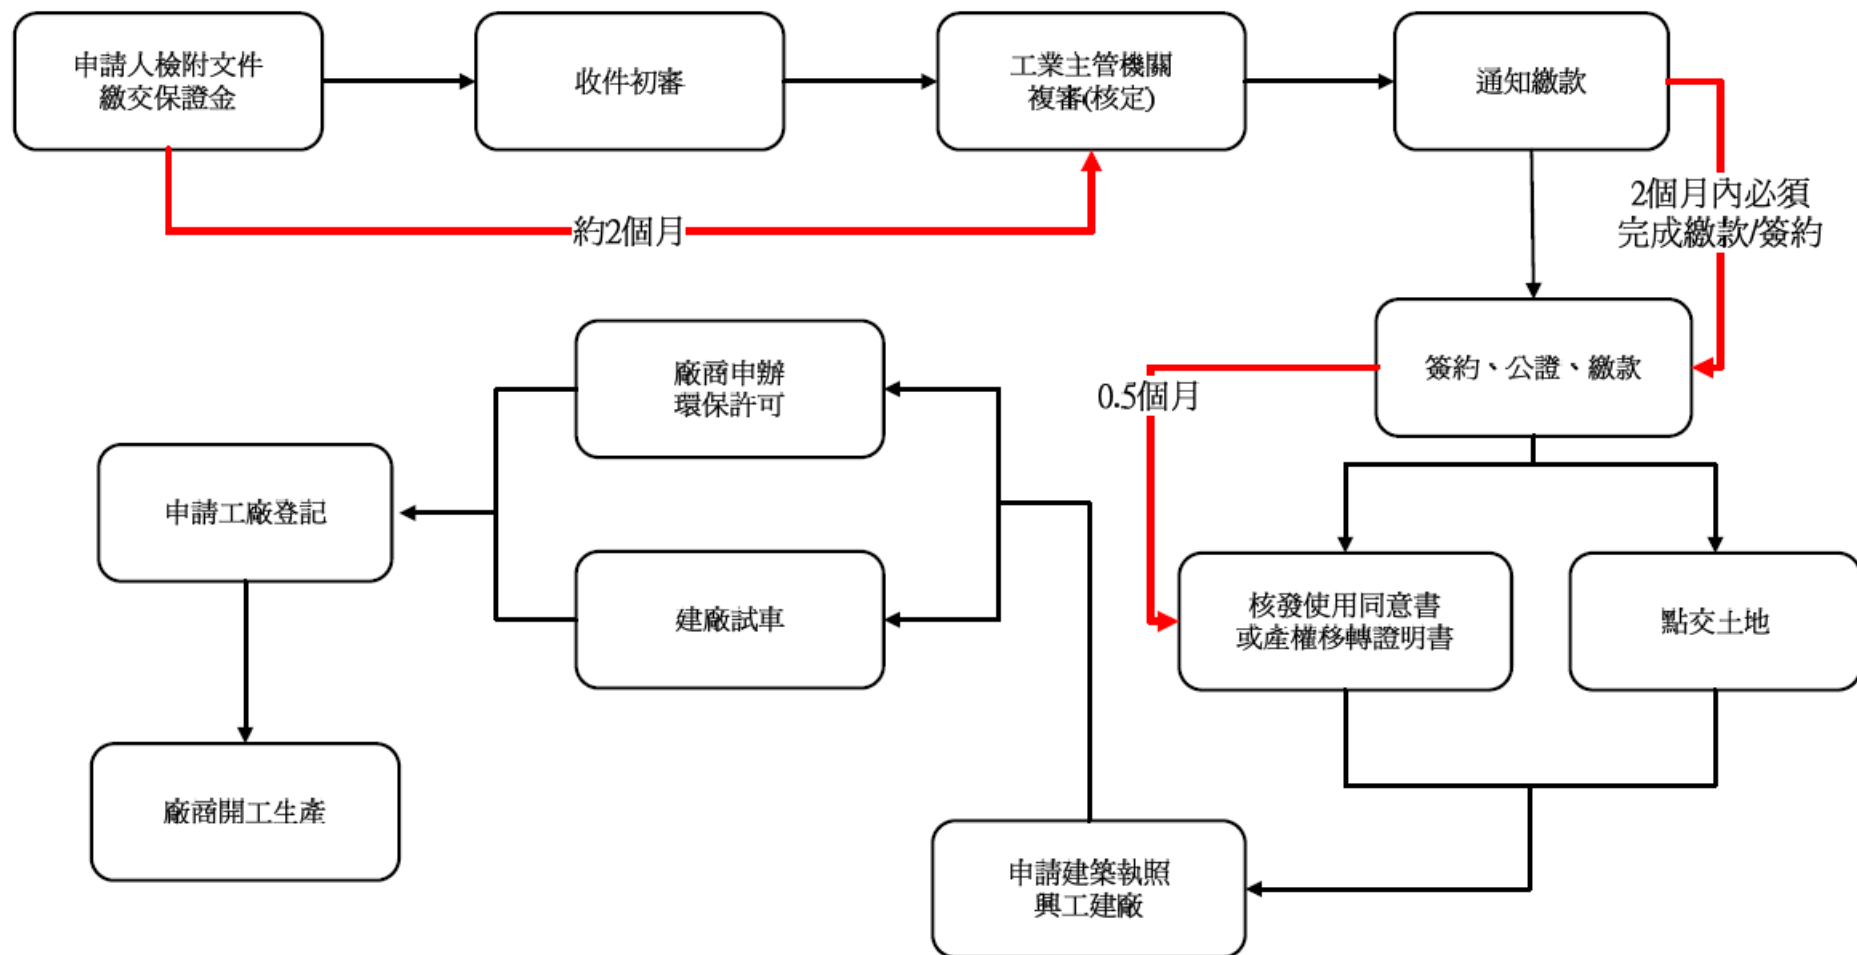 申請人檢附文件
繳交保證金
收件初審
工業主管機關
複審(核定)
通知繳款
約2個月
2個月內必須
完成繳款/簽約
簽約、公證、繳款
0.5個月
核發使用同意書
或產權移轉證明書
點交土地
申請建築執照
興工建廠
廠商申辦
環保許可
建廠試車
申請工廠登記
廠商開工生產